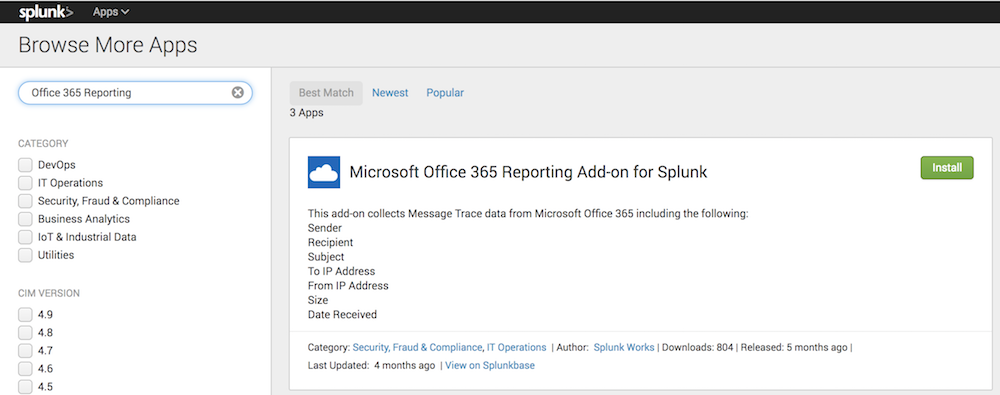 splunk> Apps
Browse More Apps
Office 365 Reporting
CATEGORY
DevOps
IT Operations
Security, Fraud & Compliance
Business Analytics
IoT & Industrial Data
Utilities
CIM VERSION
4.9
4.8
4.7
4.6
4.5
Best Match Newest Popular
3 Apps
Microsoft Office 365 Reporting Add-on for Splunk
Install
This add-on collects Message Trace data from Microsoft Office 365 including the following:
Sender
Recipient
Subject
To IP Address
From IP Address
Size
Date Received
Category: Security, Fraud & Compliance, IT Operations | Author: Splunk Works | Downloads: 804 | Released: 5 months ago |
Last Updated: 4 months ago | View on Splunkbase